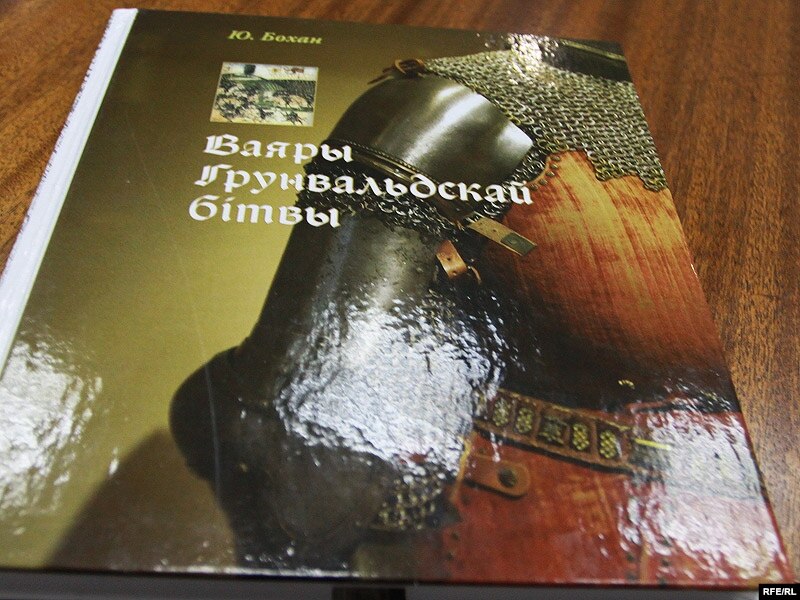 Ю. Бохан
Ваяры
Грунвальдскай
бітвы
RFE/RL